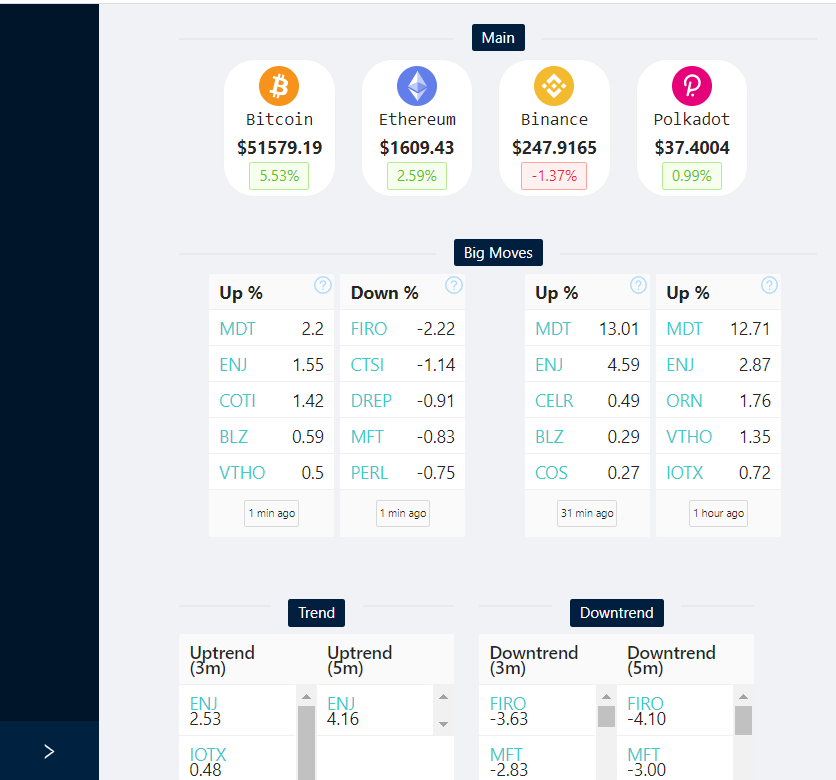 Main
Bitcoin Ethereum Binance Polkadot
$51579.19 $1609.43 $247.9165 $37.4004
5.53% 2.59% -1.37% 0.99%
Big Moves
Up % ? Down % ? Up % ? Up % ?
MDT 2.2 FIRO -2.22 MDT 13.01 MDT 12.71
ENJ 1.55 CTSI -1.14 ENJ 4.59 ENJ 2.87
COTI 1.42 DREP -0.91 CELR 0.49 ORN 1.76
BLZ 0.59 MFT -0.83 BLZ 0.29 VTHO 1.35
VTHO 0.5 PERL -0.75 COS 0.27 IOTX 0.72
1 min ago 1 min ago 31 min ago 1 hour ago
Trend Downtrend
Uptrend Uptrend Downtrend Downtrend
(3m) (5m) (3m) (5m)
ENJ ENJ FIRO FIRO
2.53 4.16 -3.63 -4.10
IOTX MFT MFT
0.48 -2.83 -3.00